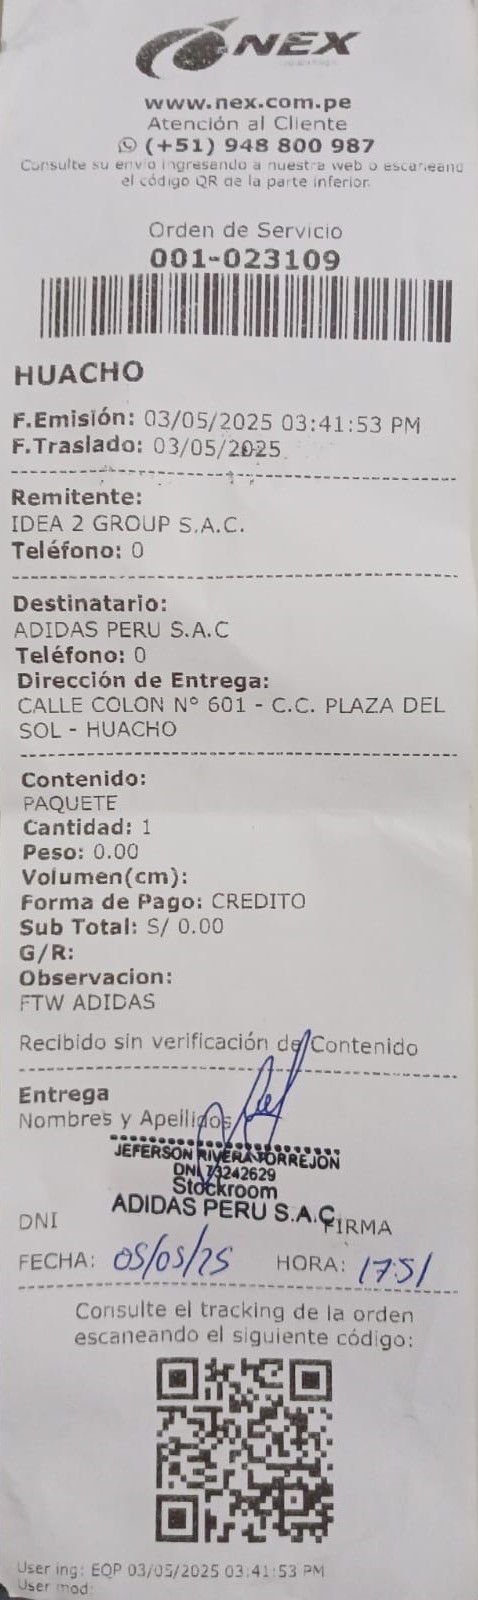 NEX
www.nex.com.pe
Atención al Cliente
(+51) 948 800 987
Consulte su envío ingresando a nuestra web o escaneand
el código QR de la parte inferior.
Orden de Servicio
001-023109
HUACHO
F.Emisión: 03/05/2025 03:41:53 PM
F.Traslado: 03/05/2025
Remitente:
IDEA 2 GROUP S.A.C.
Teléfono: 0
Destinatario:
ADIDAS PERU S.A.C
Teléfono: 0
Dirección de Entrega:
CALLE COLON N° 601 - C.C. PLAZA DEL
SOL - HUACHO
Contenido:
PAQUETE
Cantidad: 1
Peso: 0.00
Volumen(cm):
Forma de Pago: CREDITO
Sub Total: S/ 0.00
G/R:
Observacion:
FTW ADIDAS
Recibido sin verificación de Contenido
Entrega
Nombres y Apellidos
JEFERSON RIVERA TORREJON
DNI 73242629
Stockroom
ADIDAS PERU S.A.C.
DNI FIRMA
FECHA: 05/05/25 HORA: 17:51
Consulte el tracking de la orden
escaneando el siguiente código:
User ing: EQP 03/05/2025 03:41:53 PM
User mod: